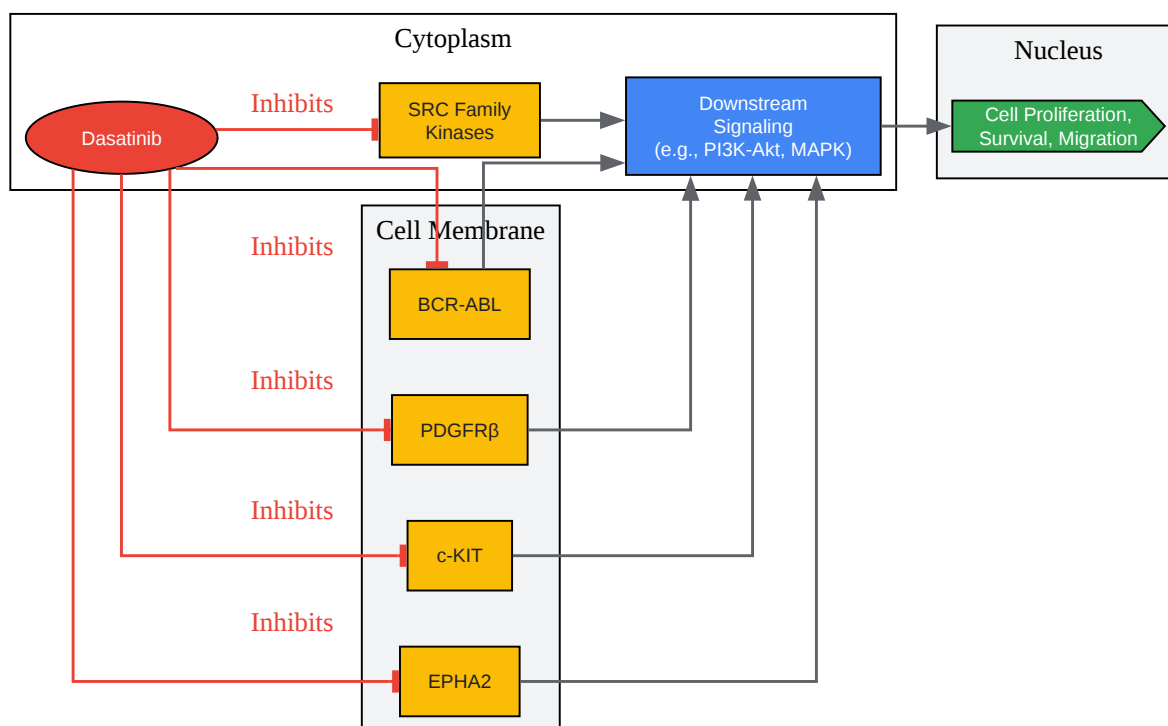 Cytoplasm
Nucleus
Inhibits
SRC Family
Kinases
Downstream
Signaling
(e.g., PI3K-Akt, MAPK)
Cell Proliferation,
Survival, Migration
Dasatinib
Cell Membrane
Inhibits
BCR-ABL
Inhibits
PDGFRβ
Inhibits
c-KIT
Inhibits
EPHA2